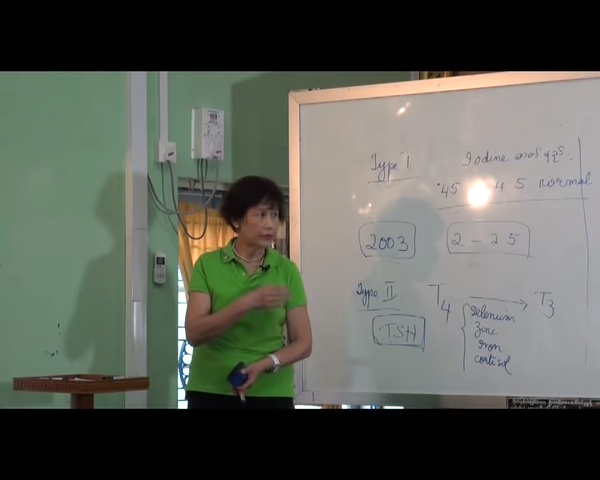 Type I Iodine
.45 4.5 normal
2003 2 - 2.5
Type II T4 → T3
TSH
Selenium
Zinc
Iron
cortisol